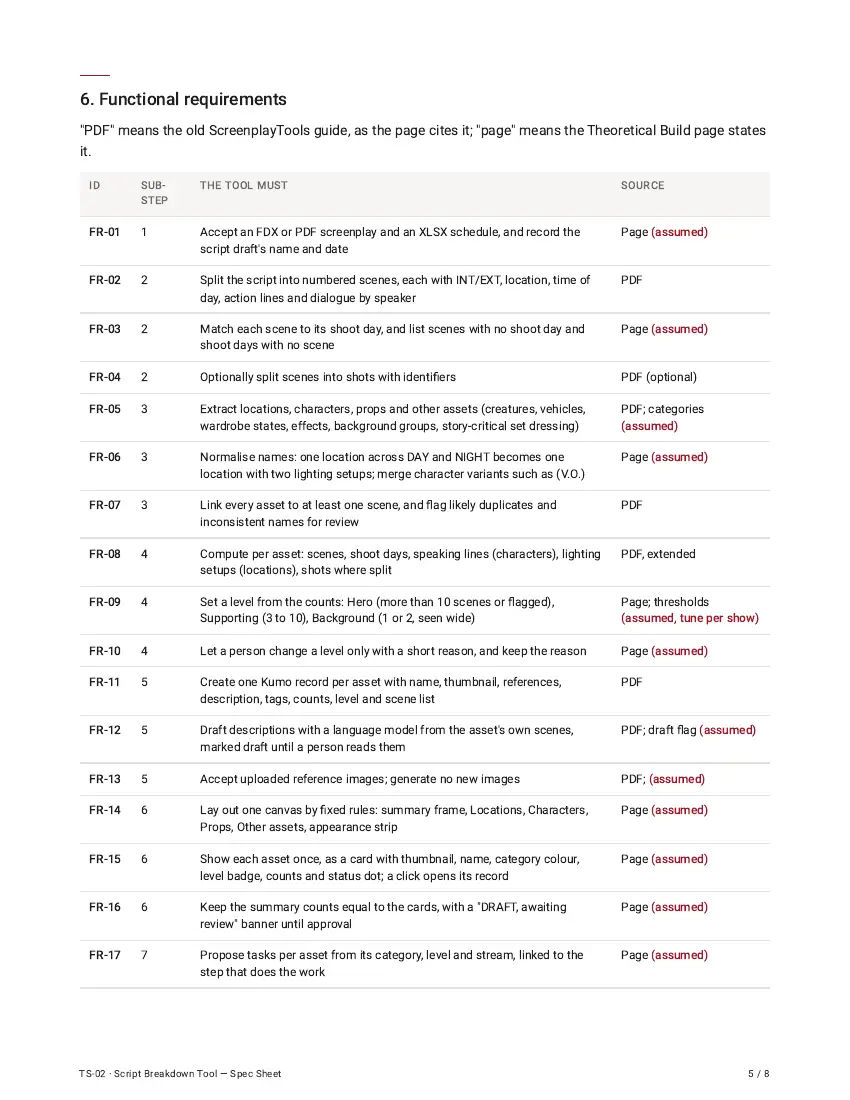 6. Functional requirements
"PDF" means the old ScreenplayTools guide, as the page cites it; "page" means the Theoretical Build page states
it.
ID SUB- THE TOOL MUST SOURCE
STEP
FR-01 1 Accept an FDX or PDF screenplay and an XLSX schedule, and record the Page (assumed)
script draft's name and date
FR-02 2 Split the script into numbered scenes, each with INT/EXT, location, time of PDF
day, action lines and dialogue by speaker
FR-03 2 Match each scene to its shoot day, and list scenes with no shoot day and Page (assumed)
shoot days with no scene
FR-04 2 Optionally split scenes into shots with identifiers PDF (optional)
FR-05 3 Extract locations, characters, props and other assets (creatures, vehicles, PDF; categories
wardrobe states, effects, background groups, story-critical set dressing) (assumed)
FR-06 3 Normalise names: one location across DAY and NIGHT becomes one Page (assumed)
location with two lighting setups; merge character variants such as (V.O.)
FR-07 3 Link every asset to at least one scene, and flag likely duplicates and PDF
inconsistent names for review
FR-08 4 Compute per asset: scenes, shoot days, speaking lines (characters), lighting PDF, extended
setups (locations), shots where split
FR-09 4 Set a level from the counts: Hero (more than 10 scenes or flagged), Page; thresholds
Supporting (3 to 10), Background (1 or 2, seen wide) (assumed, tune per show)
FR-10 4 Let a person change a level only with a short reason, and keep the reason Page (assumed)
FR-11 5 Create one Kumo record per asset with name, thumbnail, references, PDF
description, tags, counts, level and scene list
FR-12 5 Draft descriptions with a language model from the asset's own scenes, PDF; draft flag (assumed)
marked draft until a person reads them
FR-13 5 Accept uploaded reference images; generate no new images PDF; (assumed)
FR-14 6 Lay out one canvas by fixed rules: summary frame, Locations, Characters, Page (assumed)
Props, Other assets, appearance strip
FR-15 6 Show each asset once, as a card with thumbnail, name, category colour, Page (assumed)
level badge, counts and status dot; a click opens its record
FR-16 6 Keep the summary counts equal to the cards, with a "DRAFT, awaiting Page (assumed)
review" banner until approval
FR-17 7 Propose tasks per asset from its category, level and stream, linked to the Page (assumed)
step that does the work
TS-02 · Script Breakdown Tool — Spec Sheet 5 / 8